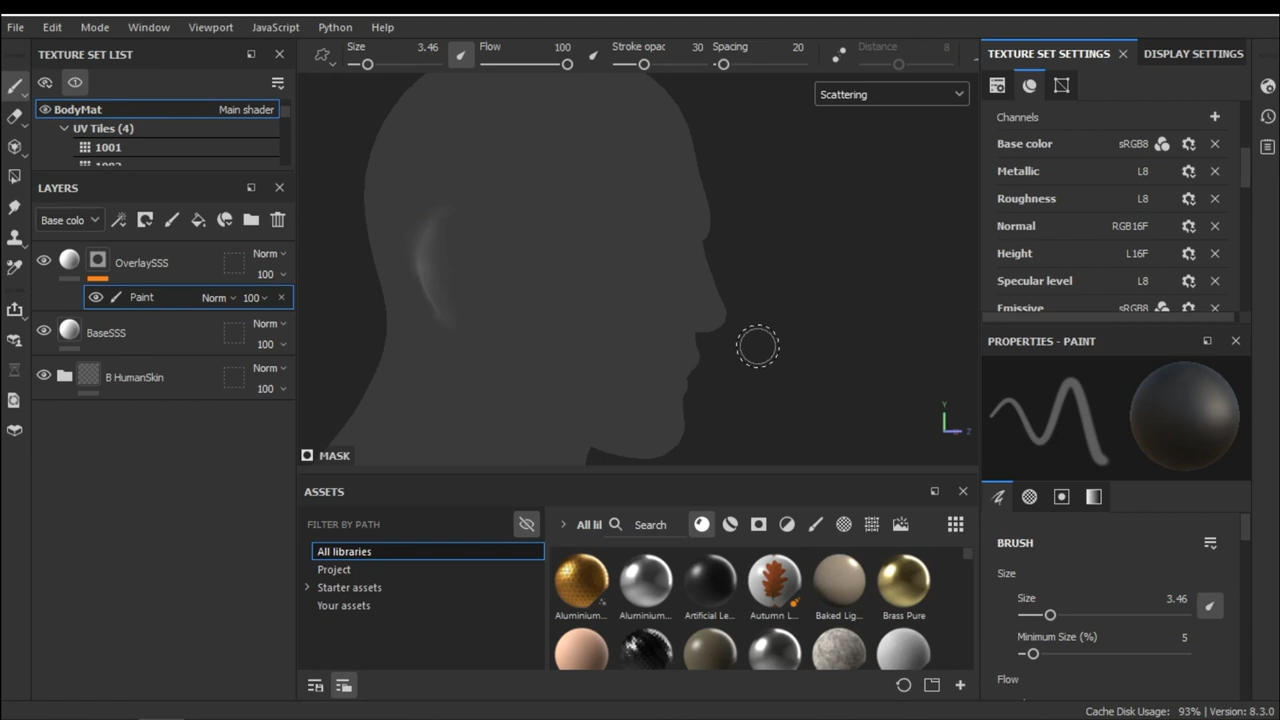 File Edit Mode Window Viewport JavaScript Python Help
TEXTURE SET LIST
Size 3.46 Flow 100 Stroke opac 30 Spacing 20 Distance 8
TEXTURE SET SETTINGS DISPLAY SETTINGS
BodyMat Main shader
UV Tiles (4)
1001
1002
LAYERS
Base colo
OverlaySSS Norm 100
Paint Norm 100
BaseSSS Norm 100
B HumanSkin Norm 100
Scattering
MASK
Y
Z
Channels
Base color sRGB8
Metallic L8
Roughness L8
Normal RGB16F
Height L16F
Specular level L8
Emissive sRGB8
PROPERTIES - PAINT
BRUSH
Size
Size 3.46
Minimum Size (%) 5
Flow
ASSETS
FILTER BY PATH
All libraries
Project
Starter assets
Your assets
All lil Search
Aluminium... Aluminium... Artificial Le... Autumn L... Baked Lig... Brass Pure
Cache Disk Usage: 93% | Version: 8.3.0